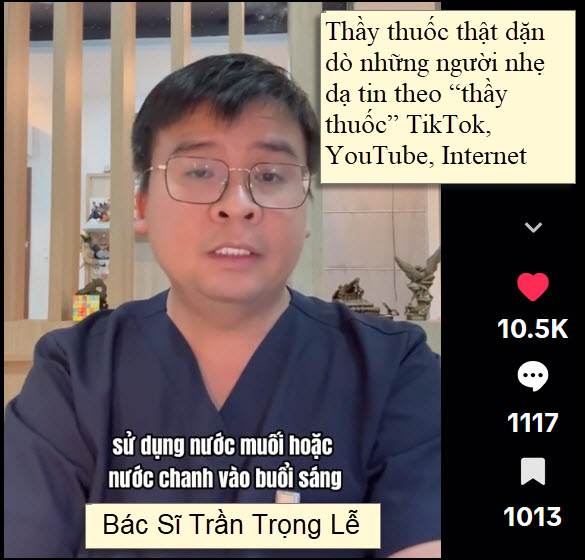 Thầy thuốc thật dặn
dò những người nhẹ
dạ tin theo “thầy
thuốc” TikTok,
YouTube, Internet
10.5K
1117
1013
sử dụng nước muối hoặc
nước chanh vào buổi sáng
Bác Sĩ Trần Trọng Lễ